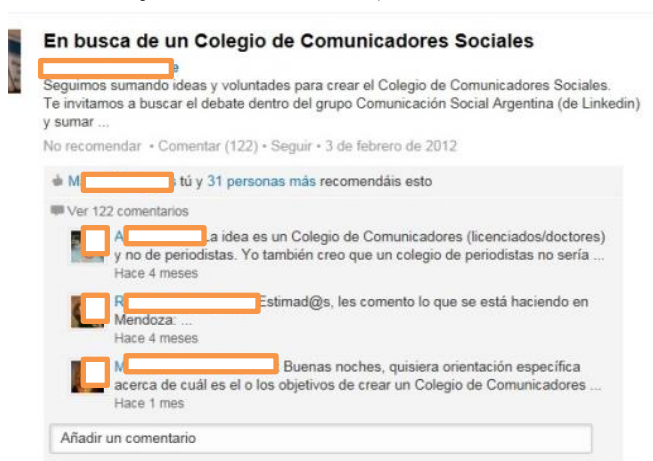 En busca de un Colegio de Comunicadores Sociales
Seguimos sumando ideas y voluntades para crear el Colegio de Comunicadores Sociales.
Te invitamos a buscar el debate dentro del grupo Comunicación Social Argentina (de Linkedin)
y sumar ...
No recomendar • Comentar (122) • Seguir • 3 de febrero de 2012
M tú y 31 personas más recomendáis esto
Ver 122 comentarios
A La idea es un Colegio de Comunicadores (licenciados/doctores)
y no de periodistas. Yo también creo que un colegio de periodistas no sería ...
Hace 4 meses
R Estimad@s, les comento lo que se está haciendo en
Mendoza: ...
Hace 4 meses
M Buenas noches, quisiera orientación específica
acerca de cuál es el o los objetivos de crear un Colegio de Comunicadores ...
Hace 1 mes
Añadir un comentario